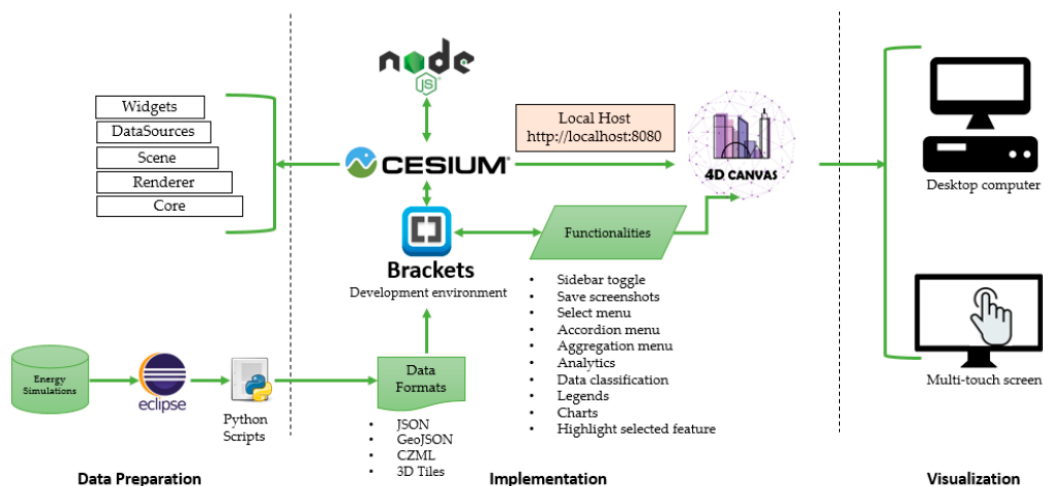 node
JS
Widgets
DataSources
Scene
Renderer
Core
CESIUM®
Local Host
http://localhost:8080
4D CANVAS
Desktop computer
Brackets
Development environment
Functionalities
• Sidebar toggle
• Save screenshots
• Select menu
• Accordion menu
• Aggregation menu
• Analytics
• Data classification
• Legends
• Charts
• Highlight selected feature
Multi-touch screen
Energy
Simulations
eclipse
Python
Scripts
Data
Formats
• JSON
• GeoJSON
• CZML
• 3D Tiles
Data Preparation
Implementation
Visualization